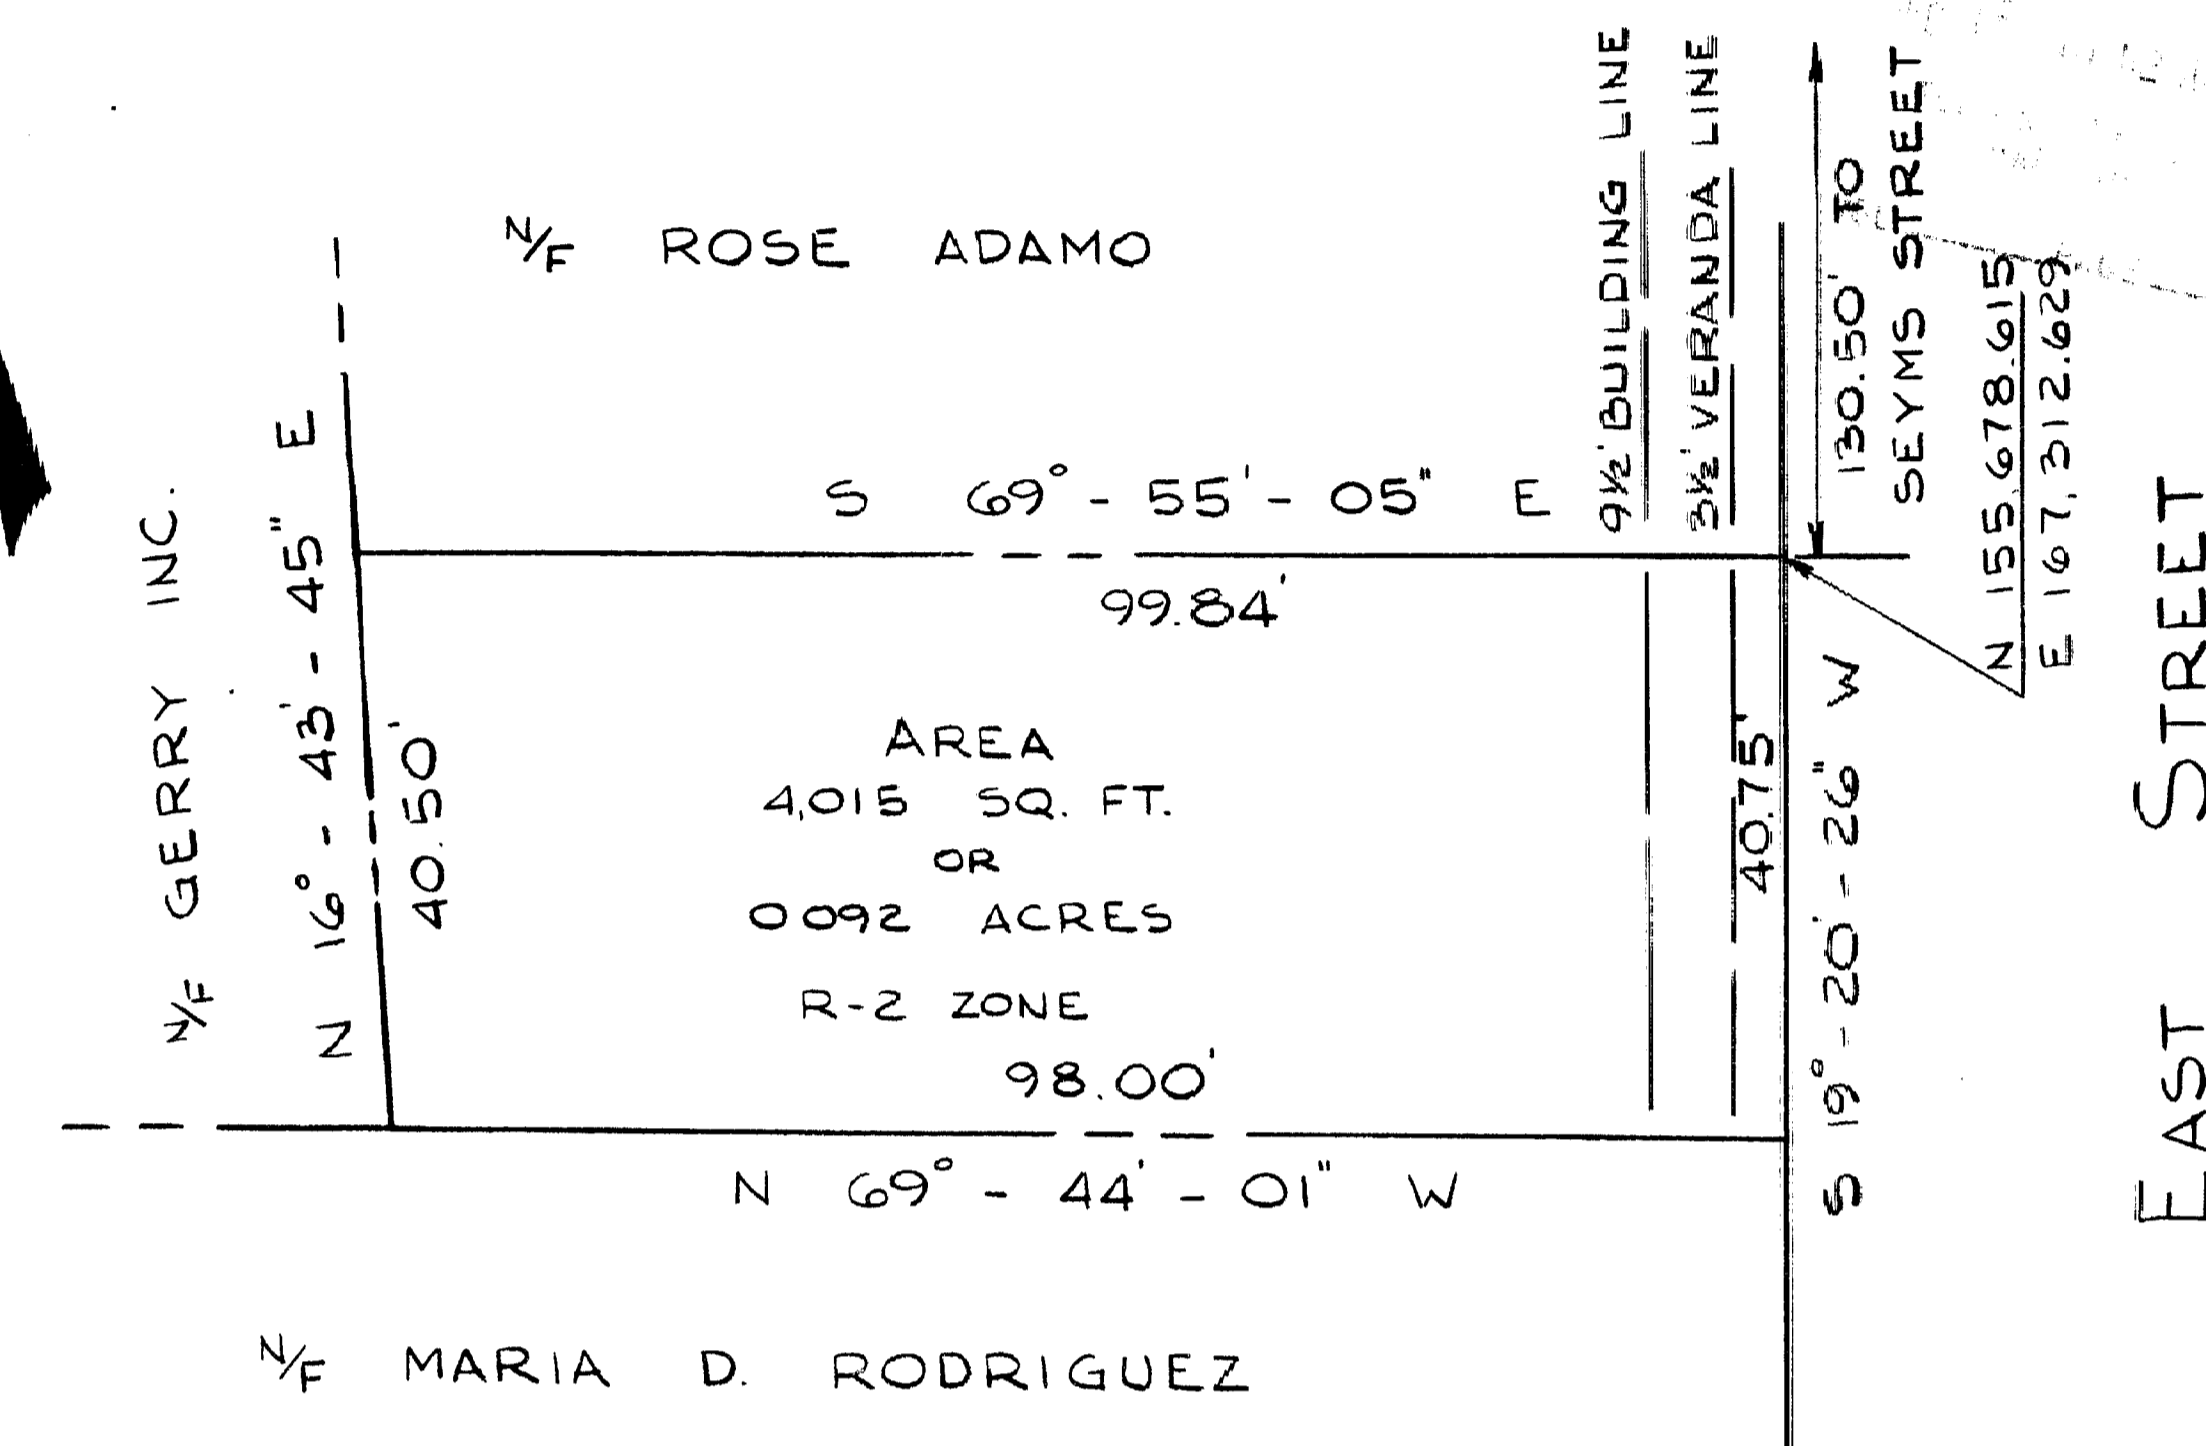 N/F ROSE ADAMO
9½' BUILDING LINE
3½' VERANDA LINE
130.50' TO
SEYMS STREET
N 155,678.615
E 167,312.629
S 69° - 55' - 05" E
99.84'
N/F GERRY INC.
N 16° - 43' - 45" E
40.50'
AREA
4,015 SQ. FT.
OR
0092 ACRES
R-2 ZONE
40.75'
S 19° - 20' - 26" W
EAST STREET
98.00'
N 69° - 44' - 01" W
N/F MARIA D. RODRIGUEZ